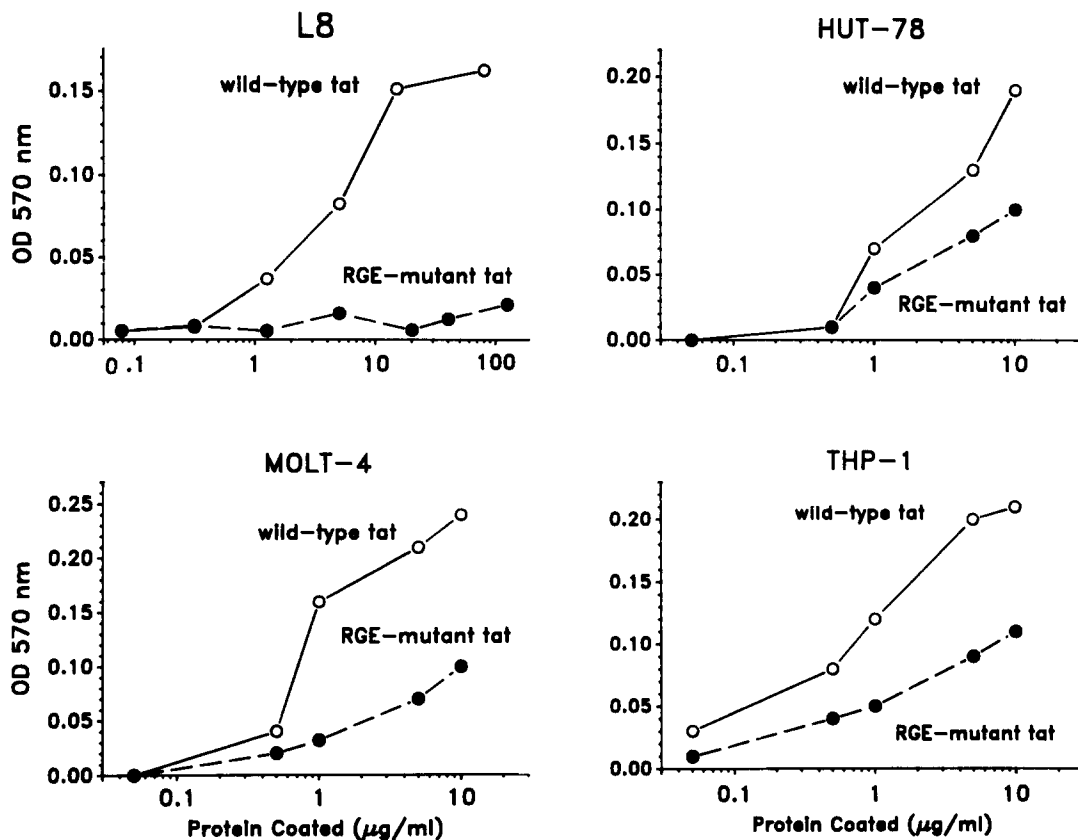 L8
OD 570 nm
0.15
0.10
0.05
0.00
wild-type tat
RGE-mutant tat
0.1
1
10
100
HUT-78
0.20
0.15
0.10
0.05
0.00
wild-type tat
RGE-mutant tat
0.1
1
10
MOLT-4
OD 570 nm
0.25
0.20
0.15
0.10
0.05
0.00
wild-type tat
RGE-mutant tat
0.1
1
10
Protein Coated (μg/ml)
THP-1
0.20
0.15
0.10
0.05
0.00
wild-type tat
RGE-mutant tat
0.1
1
10
Protein Coated (μg/ml)